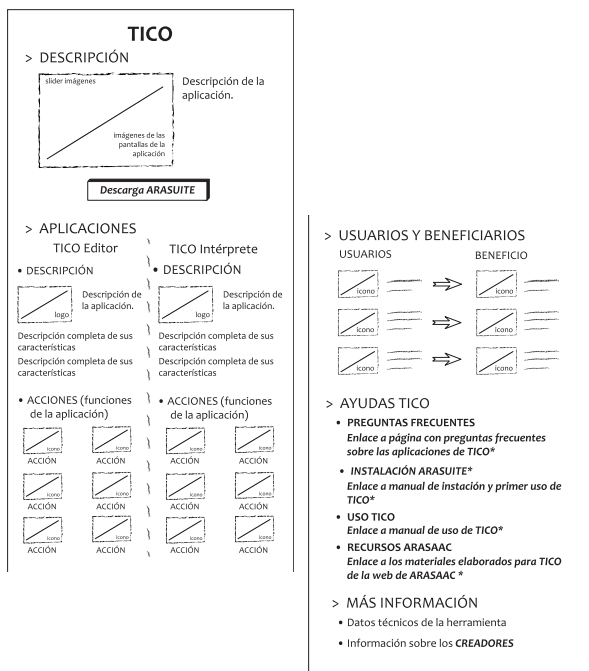 TICO
> DESCRIPCIÓN
slider imágenes
imágenes de las
pantallas de la
aplicación
Descripción de la
aplicación.
Descarga ARASUITE
> APLICACIONES
TICO Editor
• DESCRIPCIÓN
logo
Descripción de
la aplicación.
Descripción completa de sus
características
Descripción completa de sus
características
• ACCIONES (funciones
de la aplicación)
icono icono
ACCIÓN ACCIÓN
icono icono
ACCIÓN ACCIÓN
icono icono
ACCIÓN ACCIÓN
TICO Intérprete
• DESCRIPCIÓN
logo
Descripción de
la aplicación.
Descripción completa de sus
características
Descripción completa de sus
características
• ACCIONES (funciones
de la aplicación)
icono icono
ACCIÓN ACCIÓN
icono icono
ACCIÓN ACCIÓN
icono icono
ACCIÓN ACCIÓN
> USUARIOS Y BENEFICIARIOS
USUARIOS BENEFICIO
icono icono
icono icono
icono icono
> AYUDAS TICO
• PREGUNTAS FRECUENTES
Enlace a página con preguntas frecuentes
sobre las aplicaciones de TICO*
• INSTALACIÓN ARASUITE*
Enlace a manual de instación y primer uso de
TICO*
• USO TICO
Enlace a manual de uso de TICO*
• RECURSOS ARASAAC
Enlace a los materiales elaborados para TICO
de la web de ARASAAC *
> MÁS INFORMACIÓN
• Datos técnicos de la herramienta
• Información sobre los CREADORES